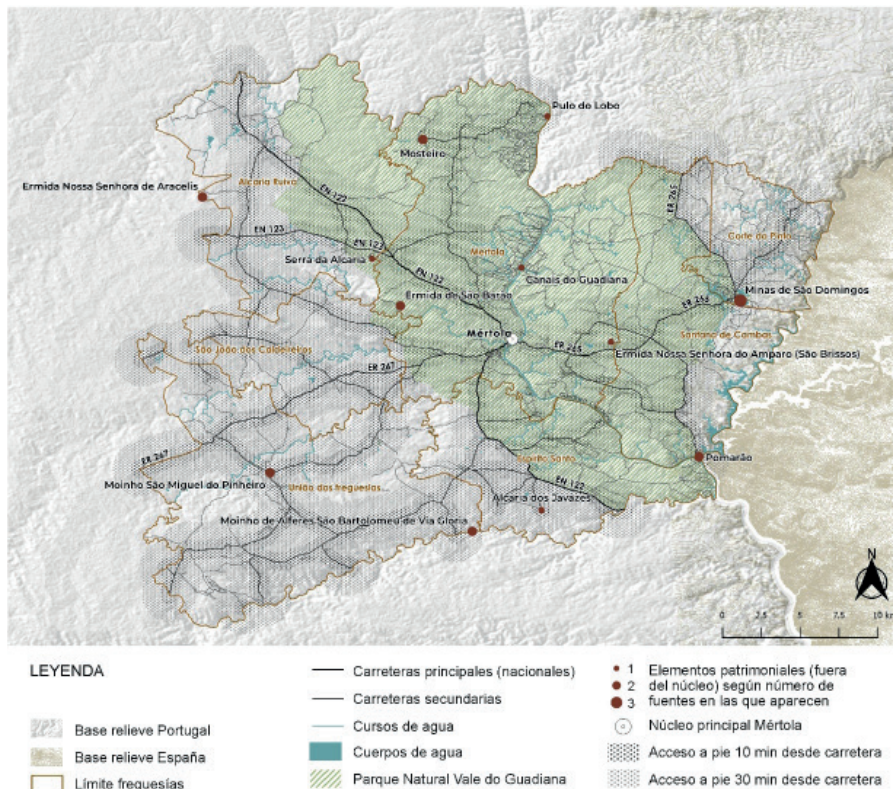 Pulo do Lobo
Mosteiro
Ermida Nossa Senhora de Aracelis
Alcaria Ruiva
EN 122
ER 265
EN 123
EN 123
Corte do Pinto
Mértola
Serra da Alcaria
Canais do Guadiana
EN 122
Ermida de São Barão
Minas de São Domingos
ER 265
Mértola
Santana de Cambas
São João dos Caldeireiros
ER 265
Ermida Nossa Senhora do Amparo (São Brissos)
ER 267
ER 267
Espírito Santo
Pomarão
Moinho São Miguel do Pinheiro
União das freguesias...
EN 122
Alcaria dos Javazes
Moinho de Alferes São Bartolomeu de Via Gloria
N
0 2,5 5 7,5 10 km
LEYENDA
Base relieve Portugal
Base relieve España
Límite freguesías
Carreteras principales (nacionales)
Carreteras secundarias
Cursos de agua
Cuerpos de agua
Parque Natural Vale do Guadiana
1 Elementos patrimoniales (fuera
2 del núcleo) según número de
3 fuentes en las que aparecen
Núcleo principal Mértola
Acceso a pie 10 min desde carretera
Acceso a pie 30 min desde carretera